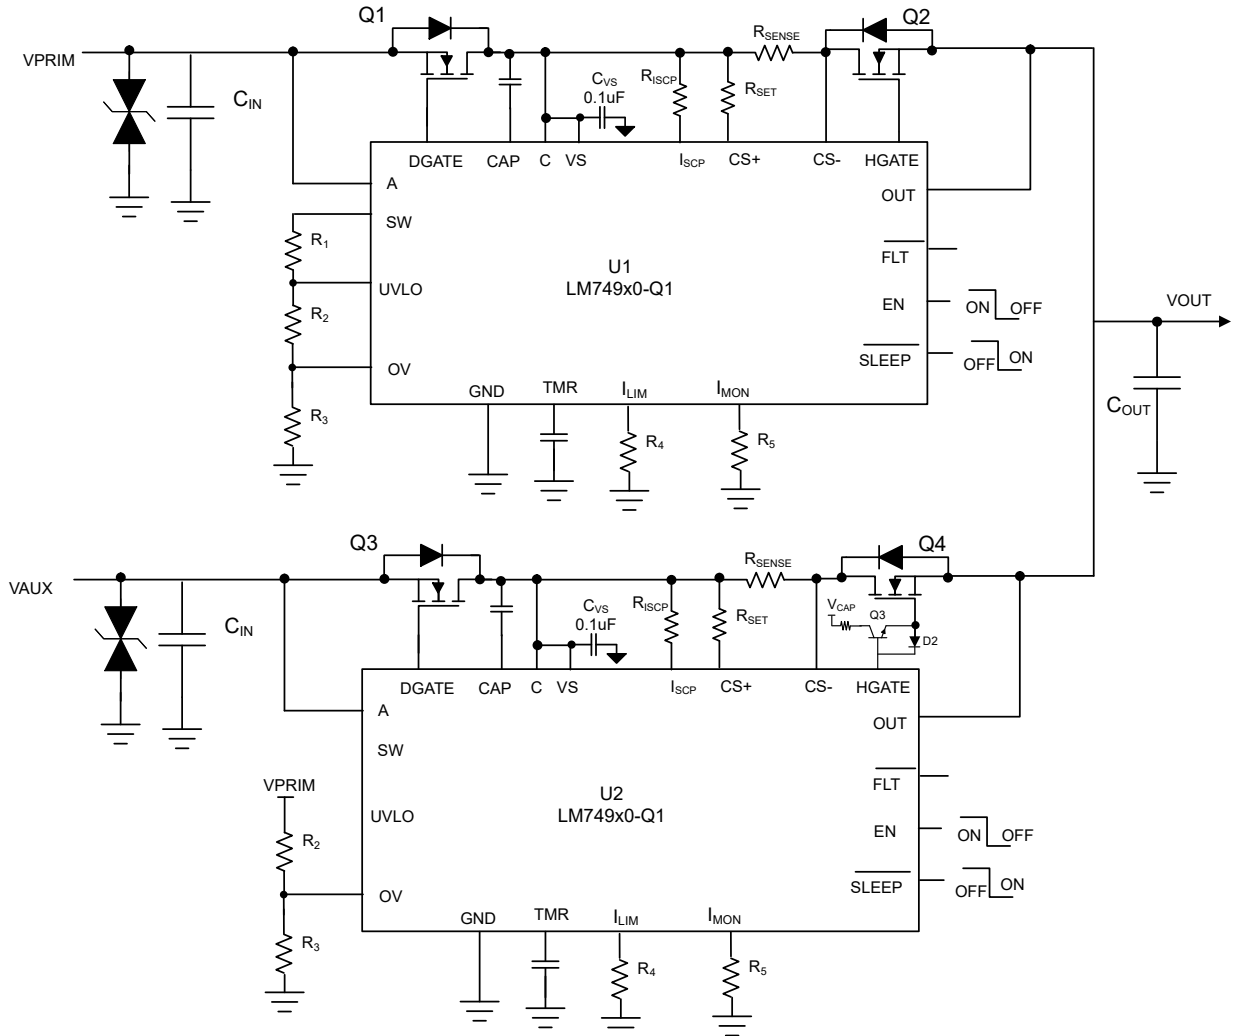 Q1
Q2
VPRIM
RSENSE
CIN
CVS
0.1uF
RISCP
RSET
DGATE
CAP
C
VS
ISCP
CS+
CS-
HGATE
A
OUT
SW
R1
FLT
U1
LM749x0-Q1
UVLO
EN
ON
OFF
VOUT
R2
SLEEP
OFF
ON
OV
GND
TMR
ILIM
IMON
COUT
R3
R4
R5
Q3
Q4
VAUX
RSENSE
CIN
CVS
0.1uF
RISCP
RSET
VCAP
Q3
D2
DGATE
CAP
C
VS
ISCP
CS+
CS-
HGATE
A
OUT
SW
VPRIM
FLT
U2
LM749x0-Q1
UVLO
EN
ON
OFF
R2
SLEEP
OFF
ON
OV
GND
TMR
ILIM
IMON
R3
R4
R5